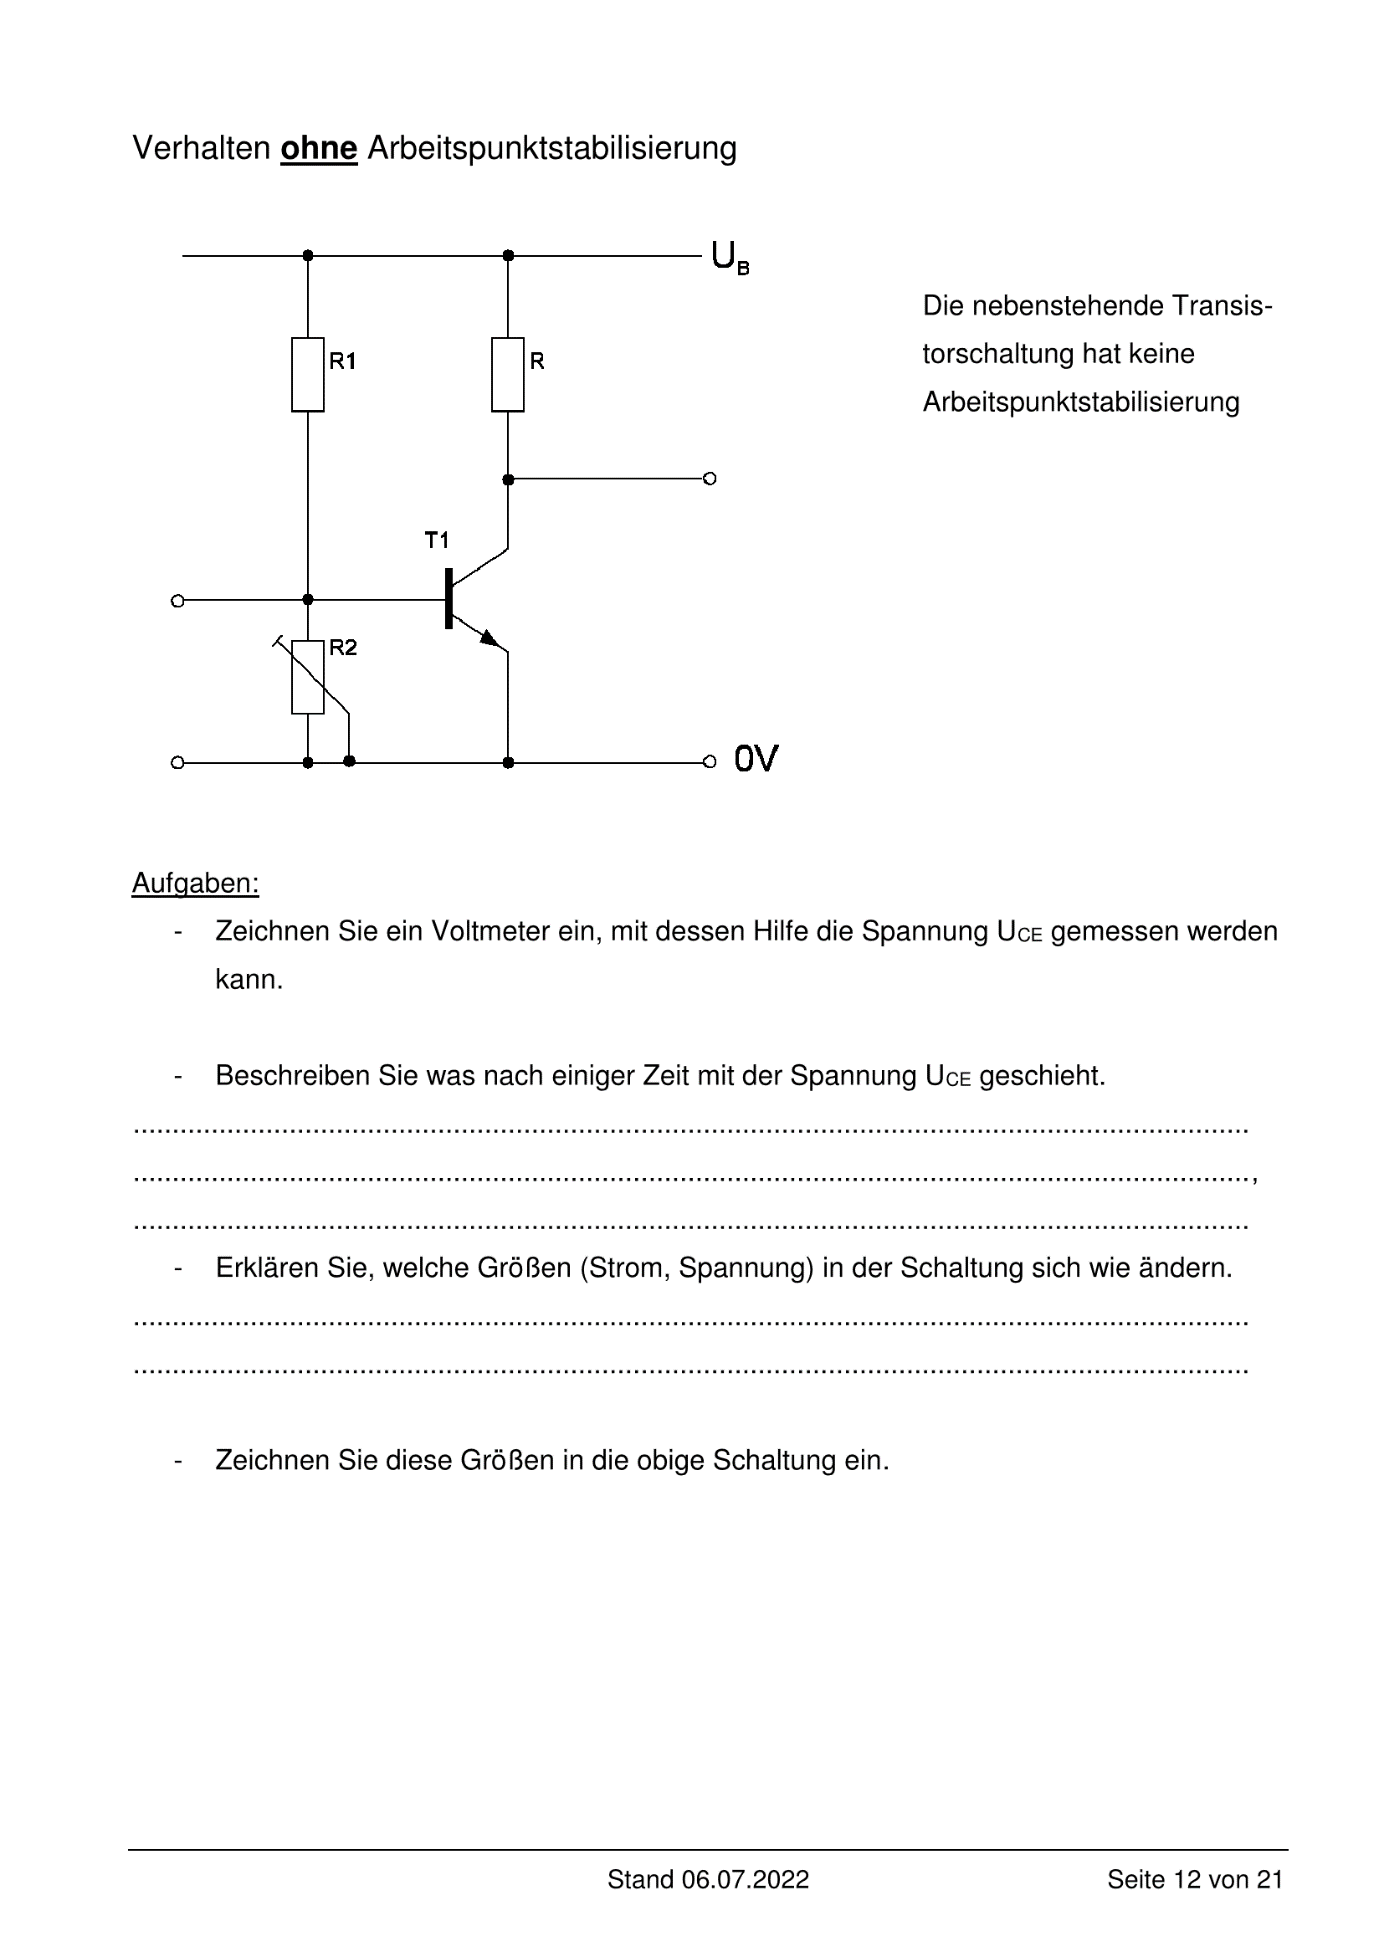 Verhalten ohne Arbeitspunktstabilisierung
U_B
Die nebenstehende Transis-
torschaltung hat keine
Arbeitspunktstabilisierung
R1
R
T1
R2
0V
Aufgaben:
- Zeichnen Sie ein Voltmeter ein, mit dessen Hilfe die Spannung UCE gemessen werden
kann.
- Beschreiben Sie was nach einiger Zeit mit der Spannung UCE geschieht.
................................................................................................................................................
................................................................................................................................................,
................................................................................................................................................
- Erklären Sie, welche Größen (Strom, Spannung) in der Schaltung sich wie ändern.
................................................................................................................................................
................................................................................................................................................
- Zeichnen Sie diese Größen in die obige Schaltung ein.
Stand 06.07.2022 Seite 12 von 21